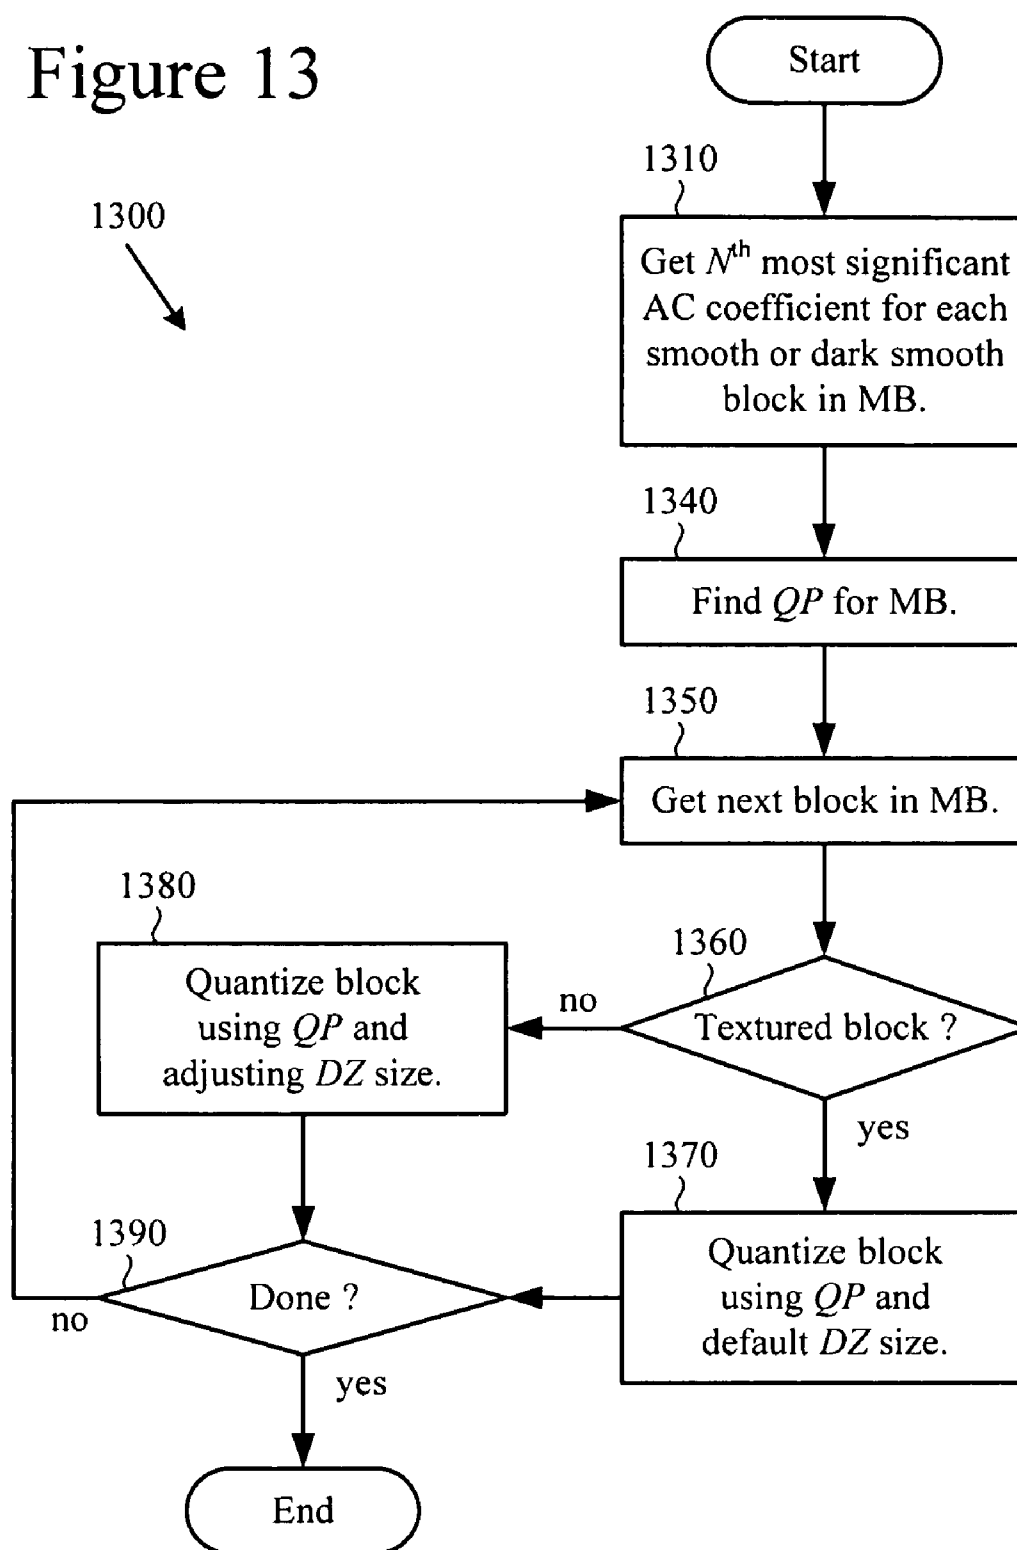 Figure 13
Start
1300
1310
Get Nth most significant
AC coefficient for each
smooth or dark smooth
block in MB.
1340
Find QP for MB.
1350
Get next block in MB.
1360
Textured block ?
no
yes
1380
Quantize block
using QP and
adjusting DZ size.
1370
Quantize block
using QP and
default DZ size.
1390
Done ?
no
yes
End